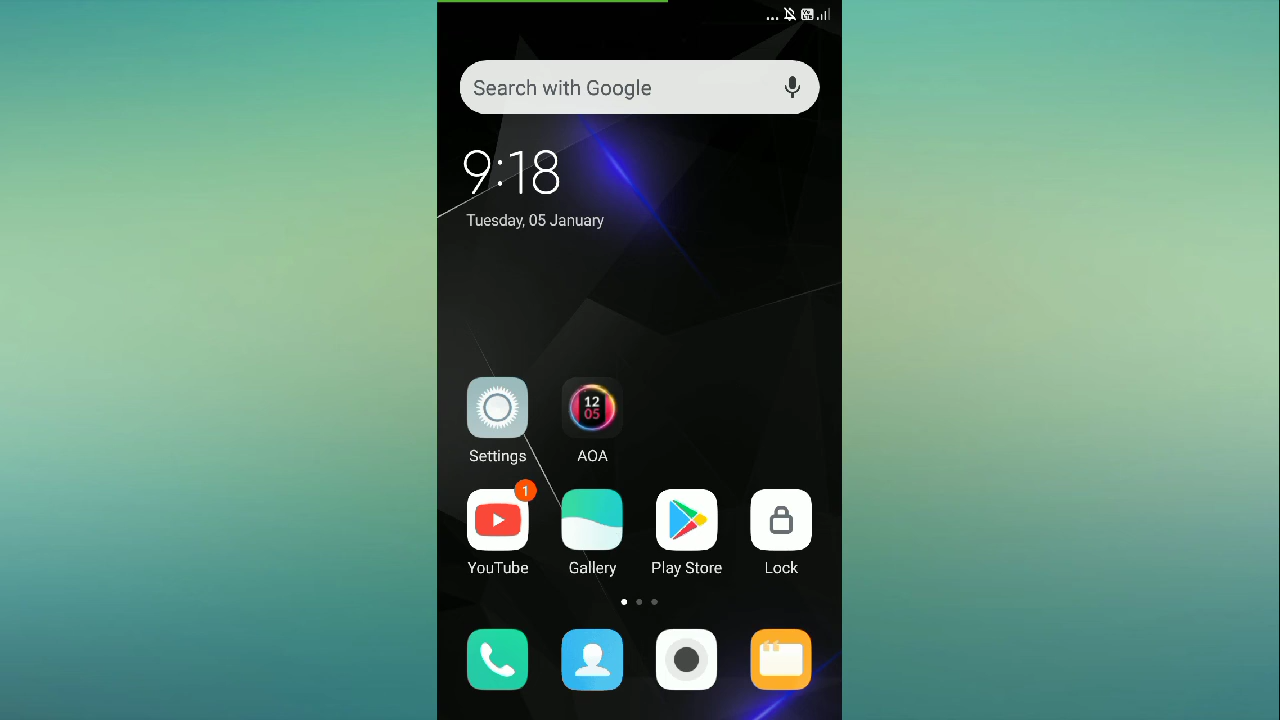 Search with Google
9:18
Tuesday, 05 January
12
05
Settings
AOA
1
YouTube
Gallery
Play Store
Lock